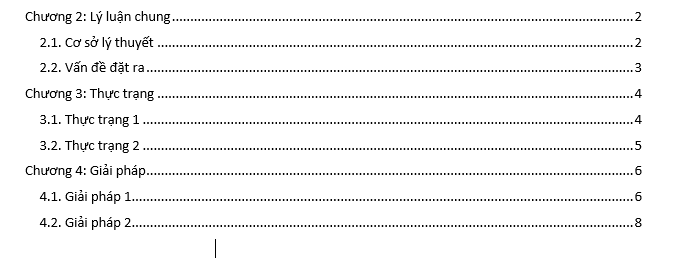 Chương 2: Lý luận chung........................................................................................................................2
2.1. Cơ sở lý thuyết ........................................................................................................................2
2.2. Vấn đề đặt ra........................................................................................................................3
Chương 3: Thực trạng ........................................................................................................................4
3.1. Thực trạng 1 ........................................................................................................................4
3.2. Thực trạng 2 ........................................................................................................................5
Chương 4: Giải pháp........................................................................................................................6
4.1. Giải pháp 1........................................................................................................................6
4.2. Giải pháp 2........................................................................................................................8